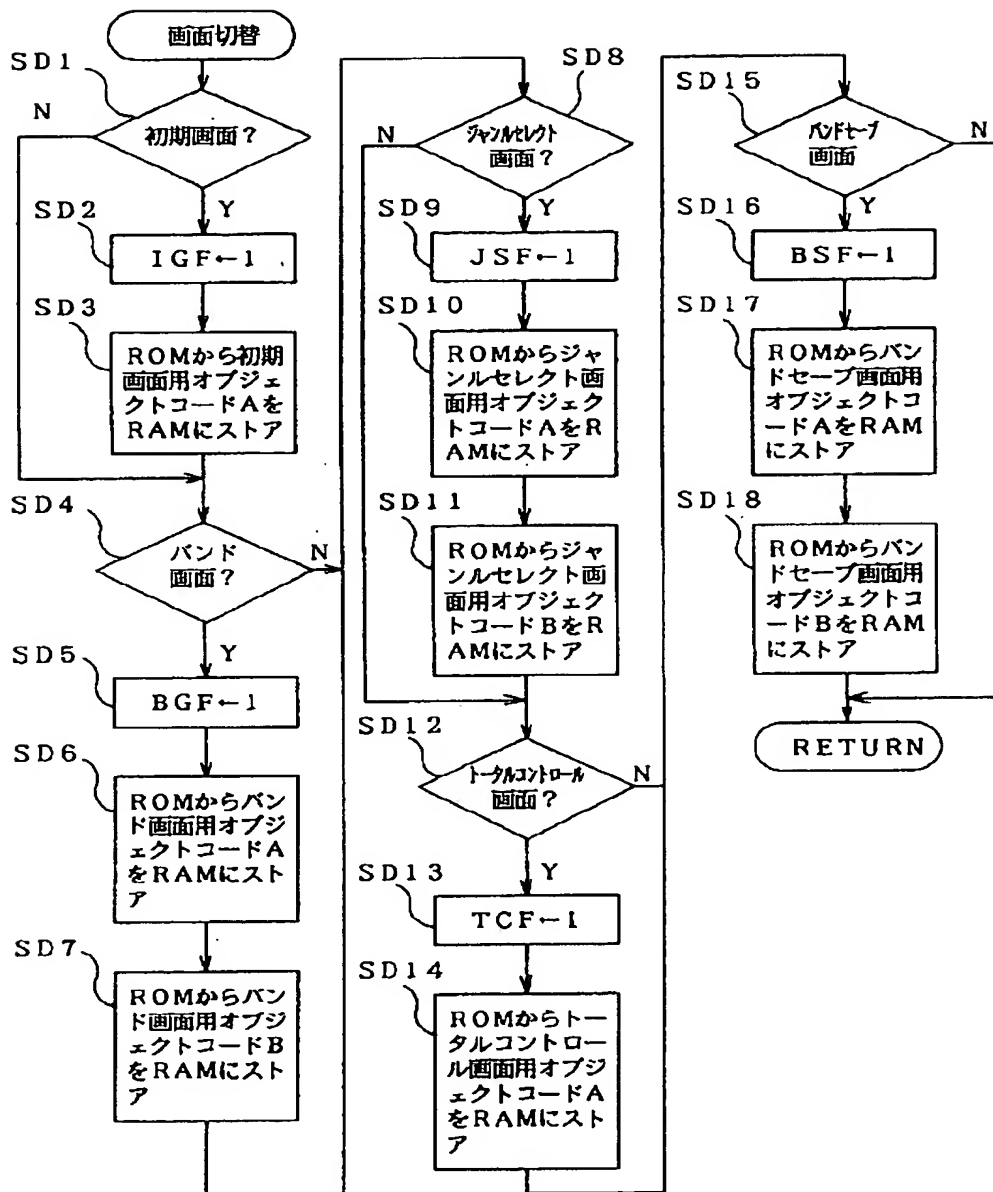 画面切替
SD1
N
初期画面？
Y
SD2
IGF←1
SD3
ROMから初期
画面用オブジェ
クトコードAを
RAMにストア
SD4
バンド
画面？
N
Y
SD5
BGF←1
SD6
ROMからバン
ド画面用オブジ
ェクトコードA
をRAMにスト
ア
SD7
ROMからバン
ド画面用オブジ
ェクトコードB
をRAMにスト
ア
SD8
N
ジャンルセレクト
画面？
Y
SD9
JSF←1
SD10
ROMからジャ
ンルセレクト画
面用オブジェク
トコードAをR
AMにストア
SD11
ROMからジャ
ンルセレクト画
面用オブジェク
トコードBをR
AMにストア
SD12
トータルコントロール
画面？
N
Y
SD13
TCF←1
SD14
ROMからトー
タルコントロー
ル画面用オブジ
ェクトコードA
をRAMにスト
ア
SD15
バンドセーブ
画面
N
Y
SD16
BSF←1
SD17
ROMからバン
ドセーブ画面用
オブジェクトコ
ードAをRAM
にストア
SD18
ROMからバン
ドセーブ画面用
オブジェクトコ
ードBをRAM
にストア
RETURN